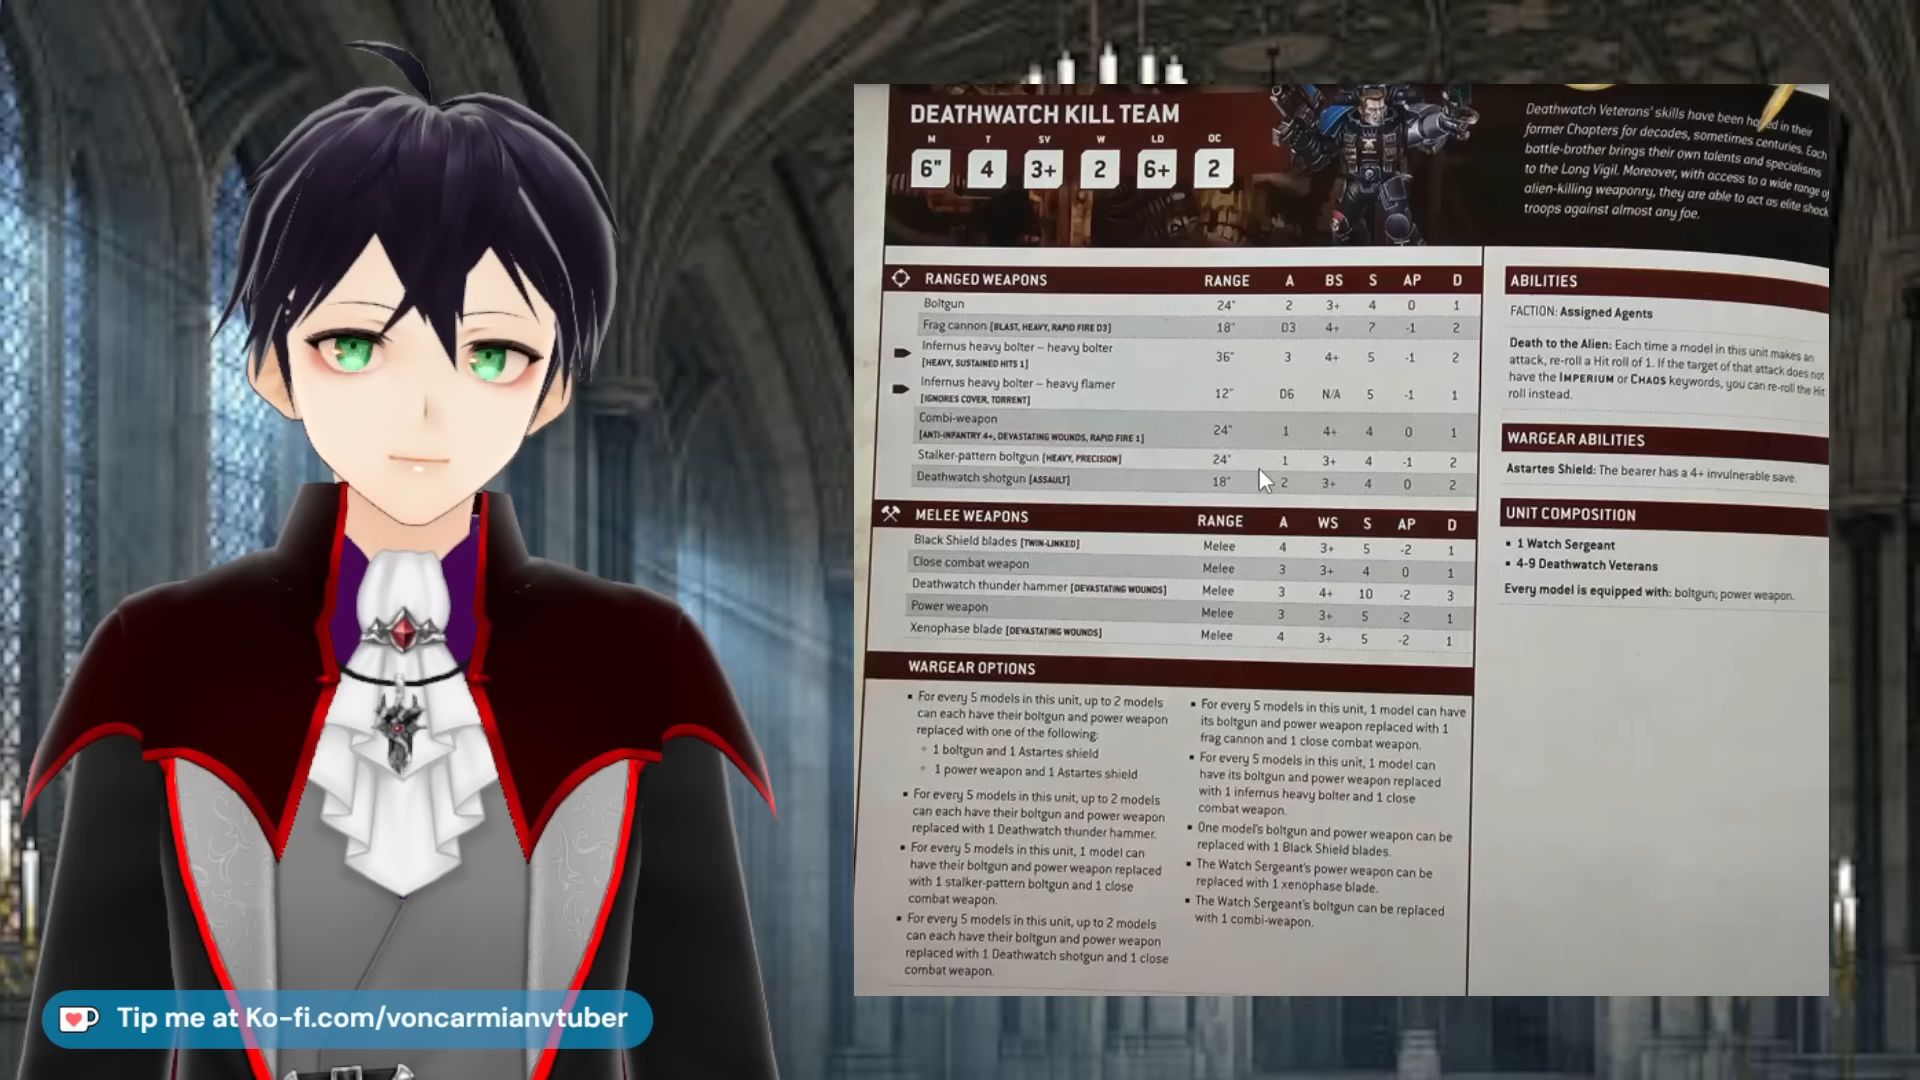 DEATHWATCH KILL TEAM
M T SV W LD OC
6" 4 3+ 2 6+ 2
Deathwatch Veterans' skills have been honed in their
former Chapters for decades, sometimes centuries. Each
battle-brother brings their own talents and specialisms
to the Long Vigil. Moreover, with access to a wide range of
alien-killing weaponry, they are able to act as elite shock
troops against almost any foe.
RANGED WEAPONS RANGE A BS S AP D
Boltgun 24" 2 3+ 4 0 1
Frag cannon [BLAST, HEAVY, RAPID FIRE D3] 18" D3 4+ 7 -1 2
Infernus heavy bolter – heavy bolter
[HEAVY, SUSTAINED HITS 1] 36" 3 4+ 5 -1 2
Infernus heavy bolter – heavy flamer
[IGNORES COVER, TORRENT] 12" D6 N/A 5 -1 1
Combi-weapon
[ANTI-INFANTRY 4+, DEVASTATING WOUNDS, RAPID FIRE 1] 24" 1 4+ 4 0 1
Stalker-pattern boltgun [HEAVY, PRECISION] 24" 1 3+ 4 -1 2
Deathwatch shotgun [ASSAULT] 18" 2 3+ 4 0 2
MELEE WEAPONS RANGE A WS S AP D
Black Shield blades [TWIN-LINKED] Melee 4 3+ 5 -2 1
Close combat weapon Melee 3 3+ 4 0 1
Deathwatch thunder hammer [DEVASTATING WOUNDS] Melee 3 4+ 10 -2 3
Power weapon Melee 3 3+ 5 -2 1
Xenophase blade [DEVASTATING WOUNDS] Melee 4 3+ 5 -2 1
WARGEAR OPTIONS
▪ For every 5 models in this unit, up to 2 models
can each have their boltgun and power weapon
replaced with one of the following:
◦ 1 boltgun and 1 Astartes shield
◦ 1 power weapon and 1 Astartes shield
▪ For every 5 models in this unit, up to 2 models
can each have their boltgun and power weapon
replaced with 1 Deathwatch thunder hammer.
▪ For every 5 models in this unit, 1 model can
have their boltgun and power weapon replaced
with 1 stalker-pattern boltgun and 1 close
combat weapon.
▪ For every 5 models in this unit, up to 2 models
can each have their boltgun and power weapon
replaced with 1 Deathwatch shotgun and 1 close
combat weapon.
▪ For every 5 models in this unit, 1 model can have
its boltgun and power weapon replaced with 1
frag cannon and 1 close combat weapon.
▪ For every 5 models in this unit, 1 model can
have its boltgun and power weapon replaced
with 1 infernus heavy bolter and 1 close
combat weapon.
▪ One model's boltgun and power weapon can be
replaced with 1 Black Shield blades.
▪ The Watch Sergeant's power weapon can be
replaced with 1 xenophase blade.
▪ The Watch Sergeant's boltgun can be replaced
with 1 combi-weapon.
ABILITIES
FACTION: Assigned Agents
Death to the Alien: Each time a model in this unit makes an
attack, re-roll a Hit roll of 1. If the target of that attack does not
have the IMPERIUM or CHAOS keywords, you can re-roll the Hit
roll instead.
WARGEAR ABILITIES
Astartes Shield: The bearer has a 4+ invulnerable save.
UNIT COMPOSITION
▪ 1 Watch Sergeant
▪ 4-9 Deathwatch Veterans
Every model is equipped with: boltgun; power weapon.
Tip me at Ko-fi.com/voncarmianvtuber